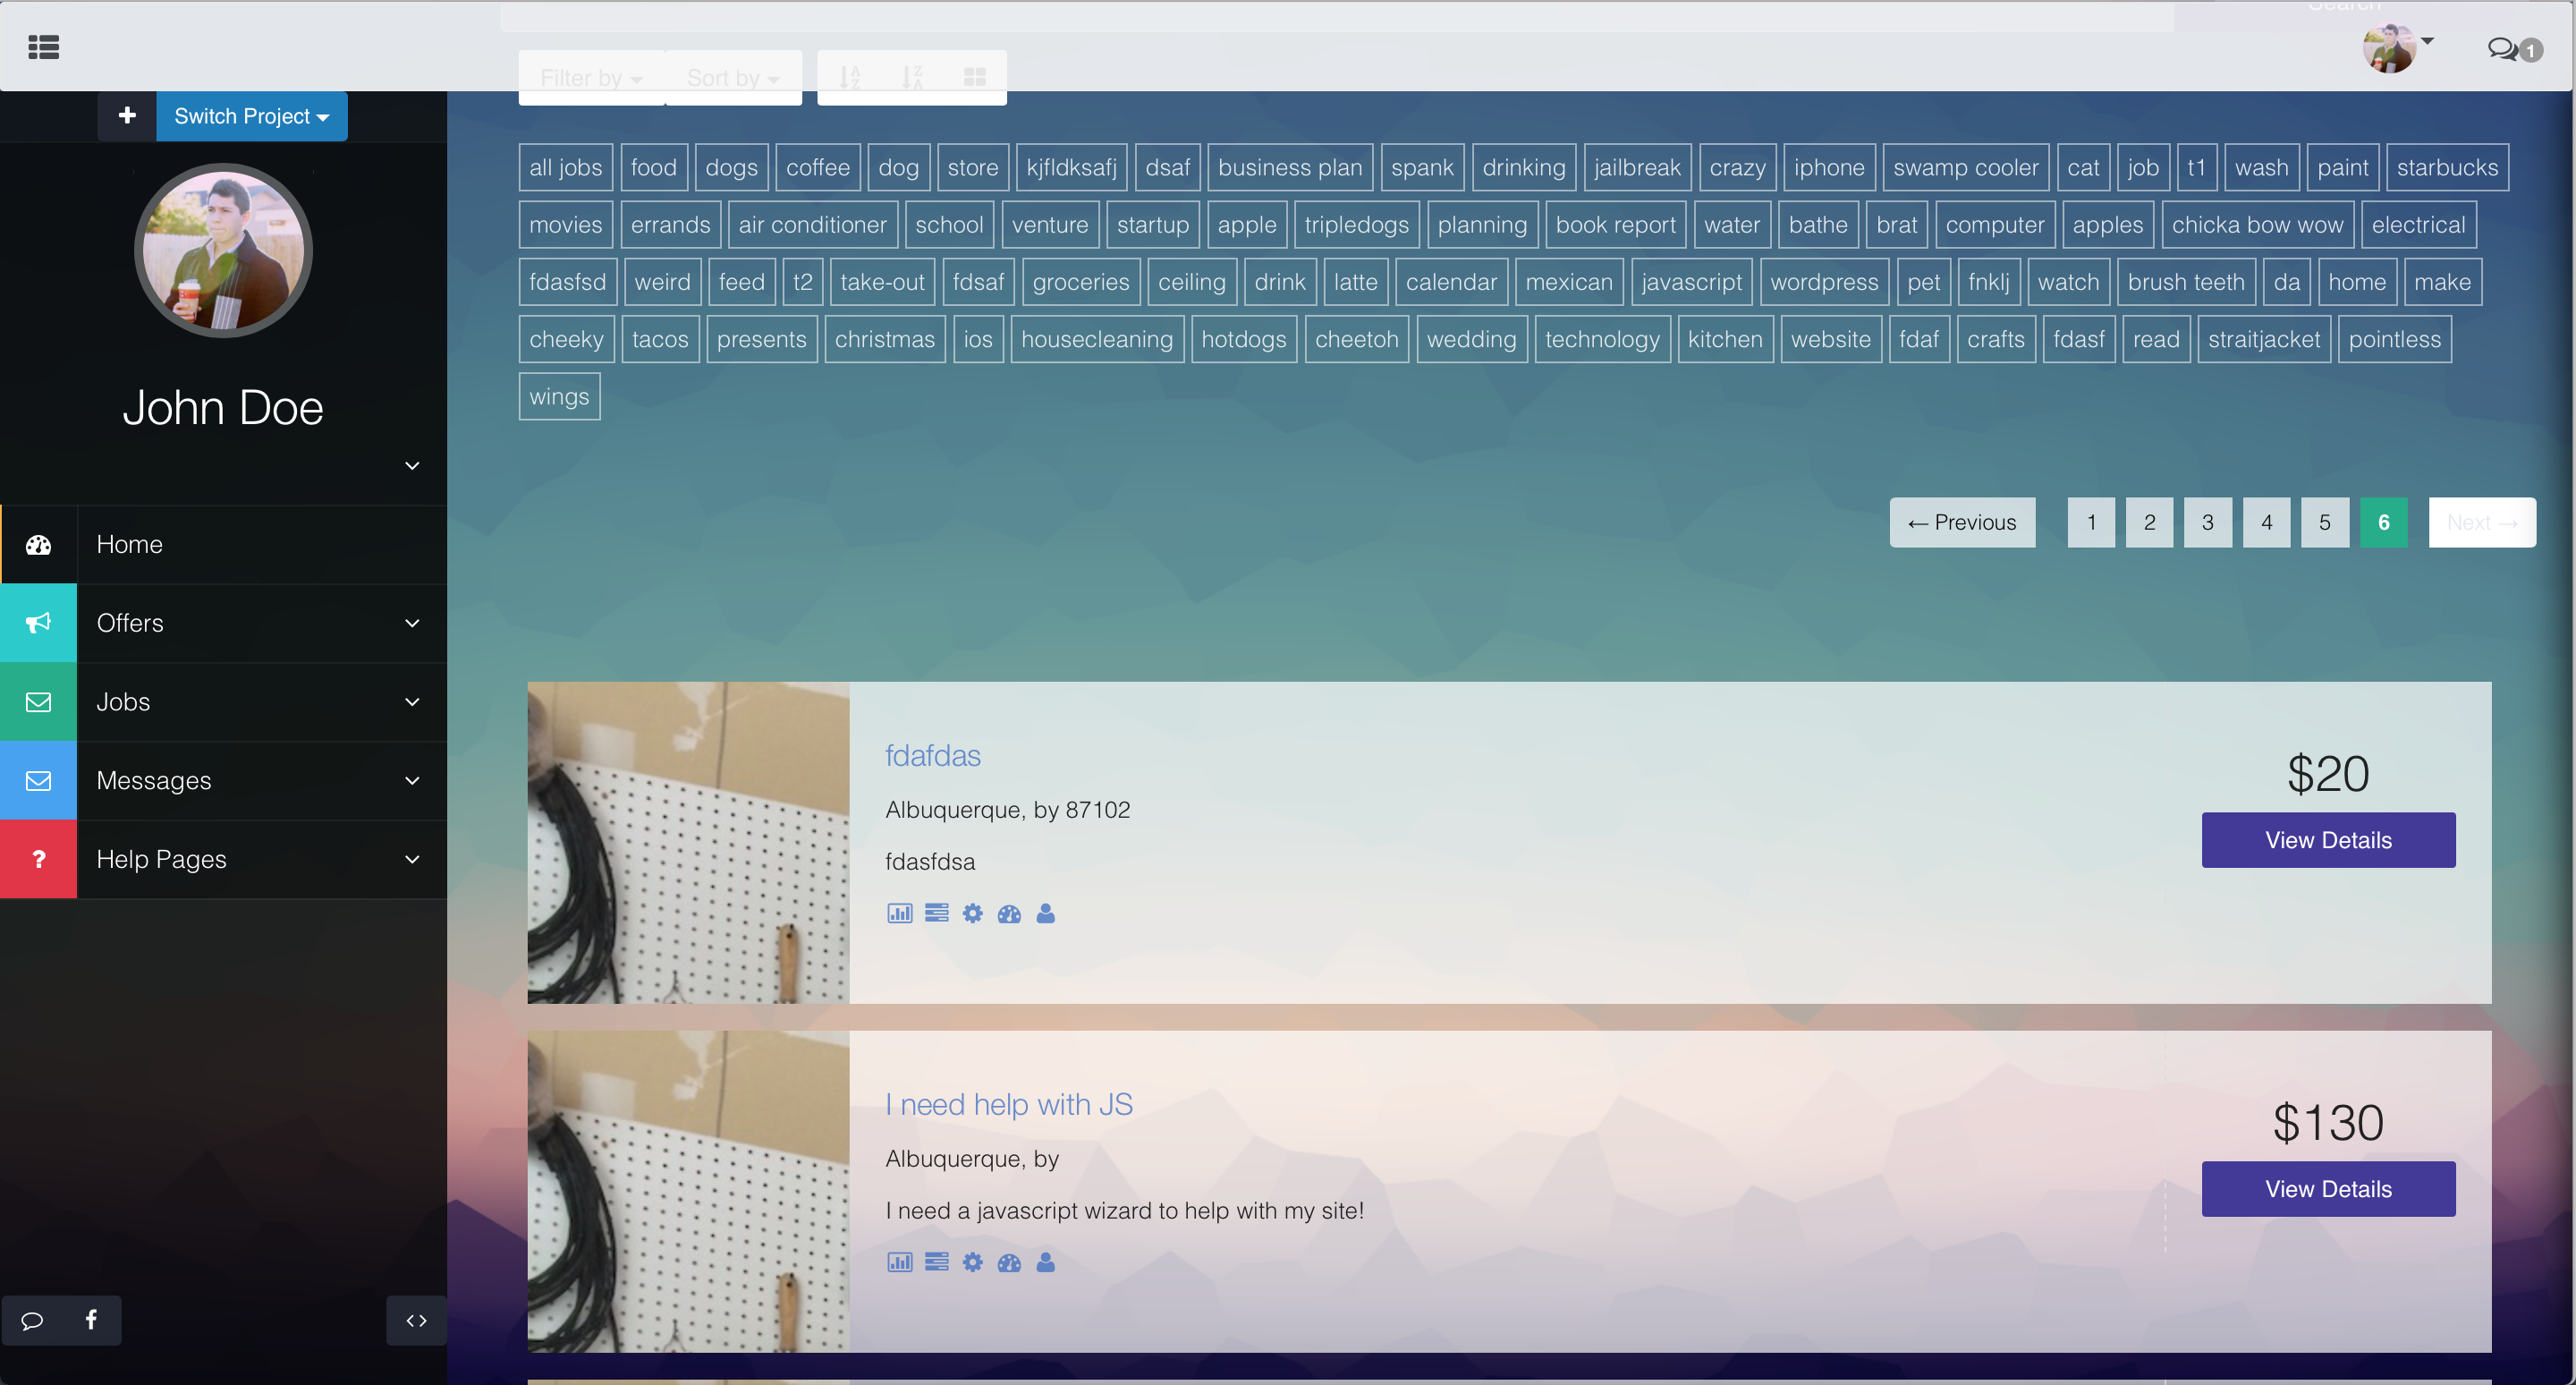 Search
1
Filter by
Sort by
Switch Project
all jobs food dogs coffee dog store kjfldksafj dsaf business plan spank drinking jailbreak crazy iphone swamp cooler cat job t1 wash paint starbucks
movies errands air conditioner school venture startup apple tripledogs planning book report water bathe brat computer apples chicka bow wow electrical
fdasfsd weird feed t2 take-out fdsaf groceries ceiling drink latte calendar mexican javascript wordpress pet fnklj watch brush teeth da home make
cheeky tacos presents christmas ios housecleaning hotdogs cheetoh wedding technology kitchen website fdaf crafts fdasf read straitjacket pointless
wings
John Doe
Home
Offers
Jobs
Messages
? Help Pages
← Previous 1 2 3 4 5 6 Next →
fdafdas
Albuquerque, by 87102
fdasfdsa
$20
View Details
I need help with JS
Albuquerque, by
I need a javascript wizard to help with my site!
$130
View Details